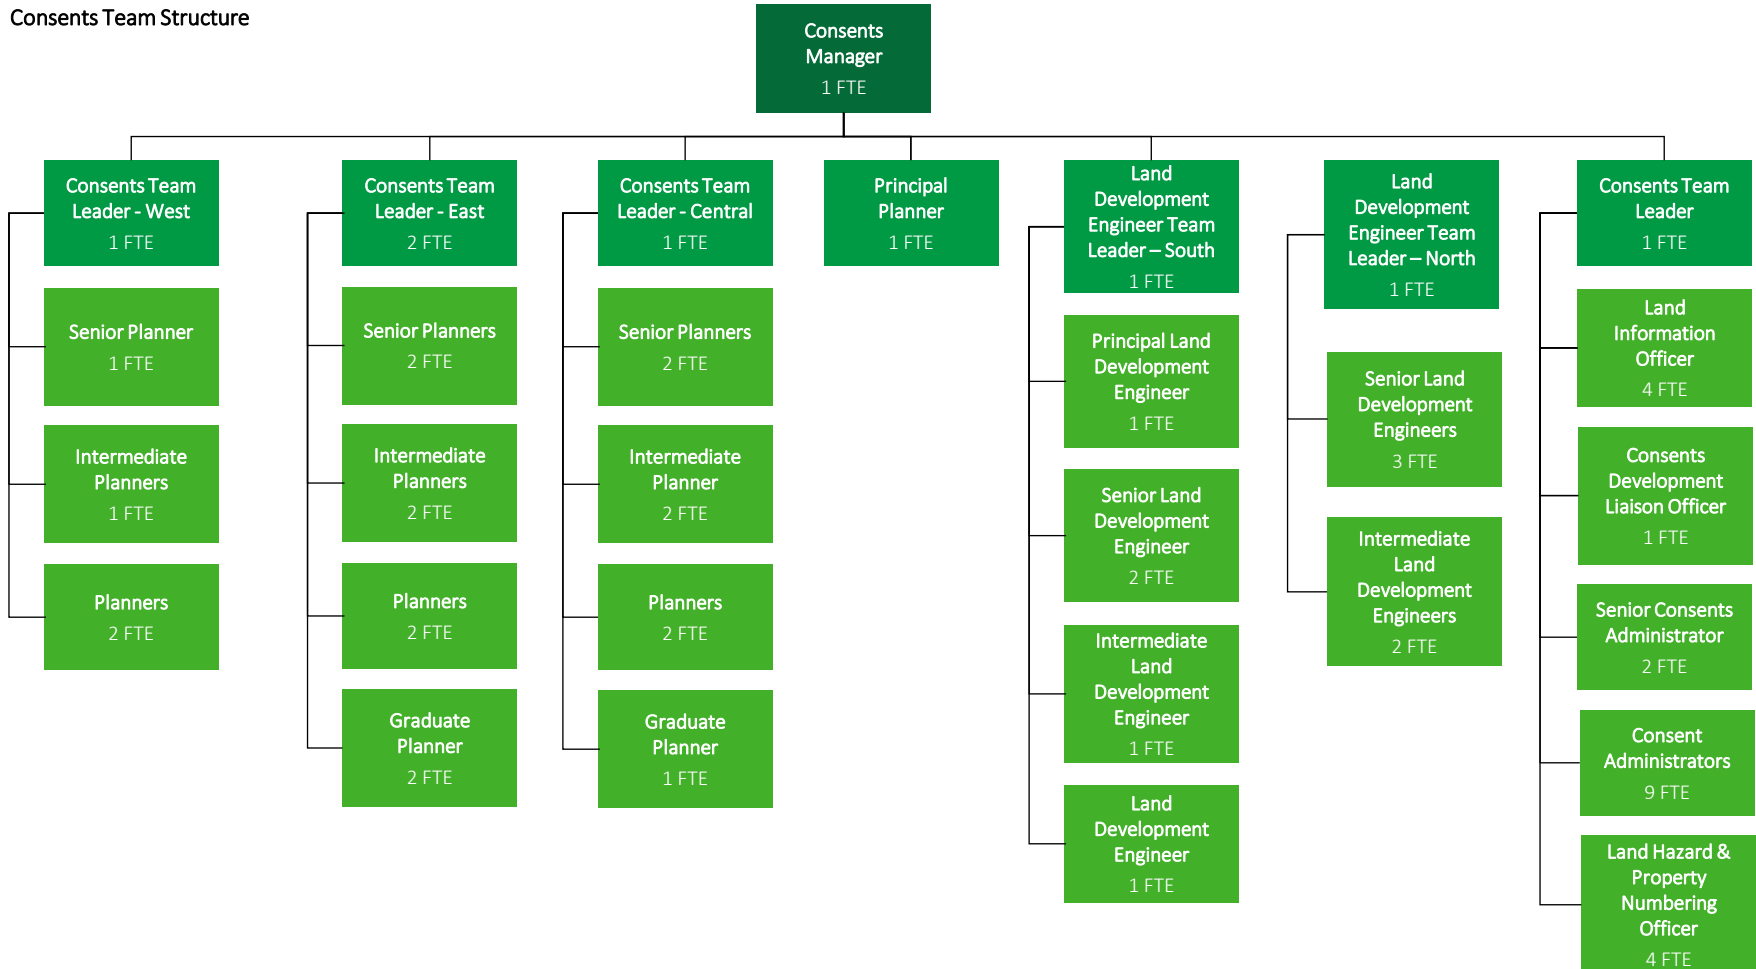 Consents Team Structure
Consents
Manager
1 FTE
Consents Team
Leader - West
1 FTE
Senior Planner
1 FTE
Intermediate
Planners
1 FTE
Planners
2 FTE
Consents Team
Leader - East
2 FTE
Senior Planners
2 FTE
Intermediate
Planners
2 FTE
Planners
2 FTE
Graduate
Planner
2 FTE
Consents Team
Leader - Central
1 FTE
Senior Planners
2 FTE
Intermediate
Planner
2 FTE
Planners
2 FTE
Graduate
Planner
1 FTE
Principal
Planner
1 FTE
Land
Development
Engineer Team
Leader – South
1 FTE
Principal Land
Development
Engineer
1 FTE
Senior Land
Development
Engineer
2 FTE
Intermediate
Land
Development
Engineer
1 FTE
Land
Development
Engineer
1 FTE
Land
Development
Engineer Team
Leader – North
1 FTE
Senior Land
Development
Engineers
3 FTE
Intermediate
Land
Development
Engineers
2 FTE
Consents Team
Leader
1 FTE
Land
Information
Officer
4 FTE
Consents
Development
Liaison Officer
1 FTE
Senior Consents
Administrator
2 FTE
Consent
Administrators
9 FTE
Land Hazard &
Property
Numbering
Officer
4 FTE